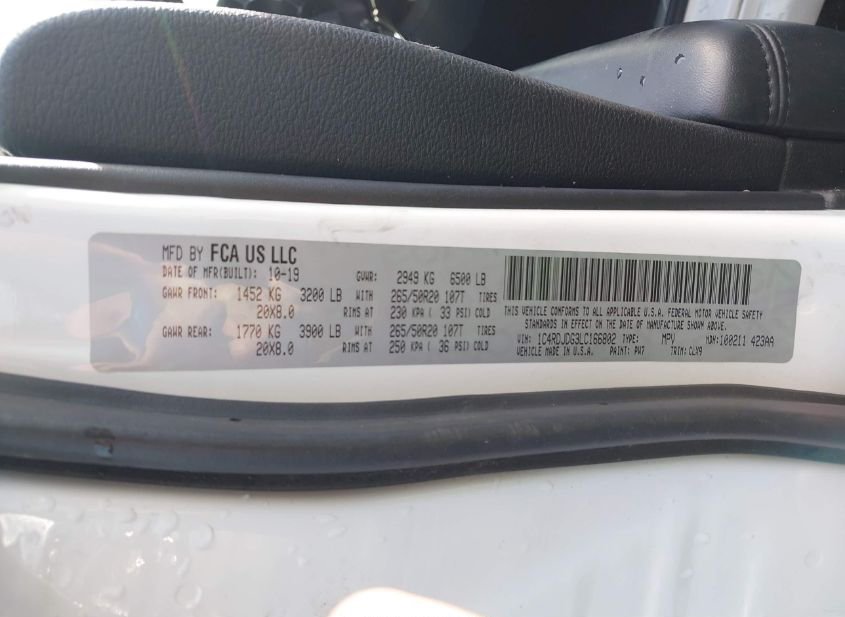 MFD BY FCA US LLC
DATE OF MFR(BUILT): 10-19 GVWR: 2949 KG 6500 LB
GAWR FRONT: 1452 KG 3200 LB WITH 265/50R20 107T TIRES
20X8.0 RIMS AT 230 KPA ( 33 PSI) COLD
GAWR REAR: 1770 KG 3900 LB WITH 265/50R20 107T TIRES
20X8.0 RIMS AT 250 KPA ( 36 PSI) COLD
THIS VEHICLE CONFORMS TO ALL APPLICABLE U.S.A. FEDERAL MOTOR VEHICLE SAFETY
STANDARDS IN EFFECT ON THE DATE OF MANUFACTURE SHOWN ABOVE.
VIN: 1C4RDJDG3LC166802 TYPE: MPV MDH:100211 423A9
VEHICLE MADE IN U.S.A. PAINT: PW7 TRIM: CLX9